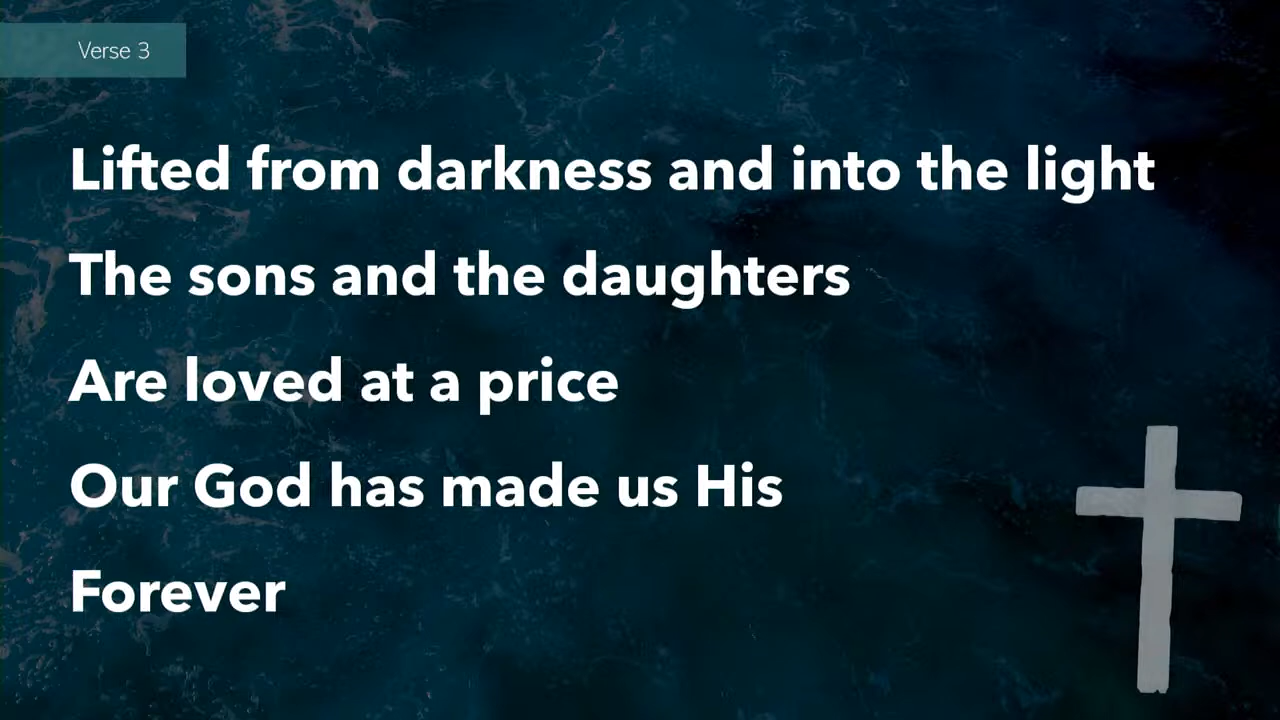 Verse 3
Lifted from darkness and into the light
The sons and the daughters
Are loved at a price
Our God has made us His
Forever